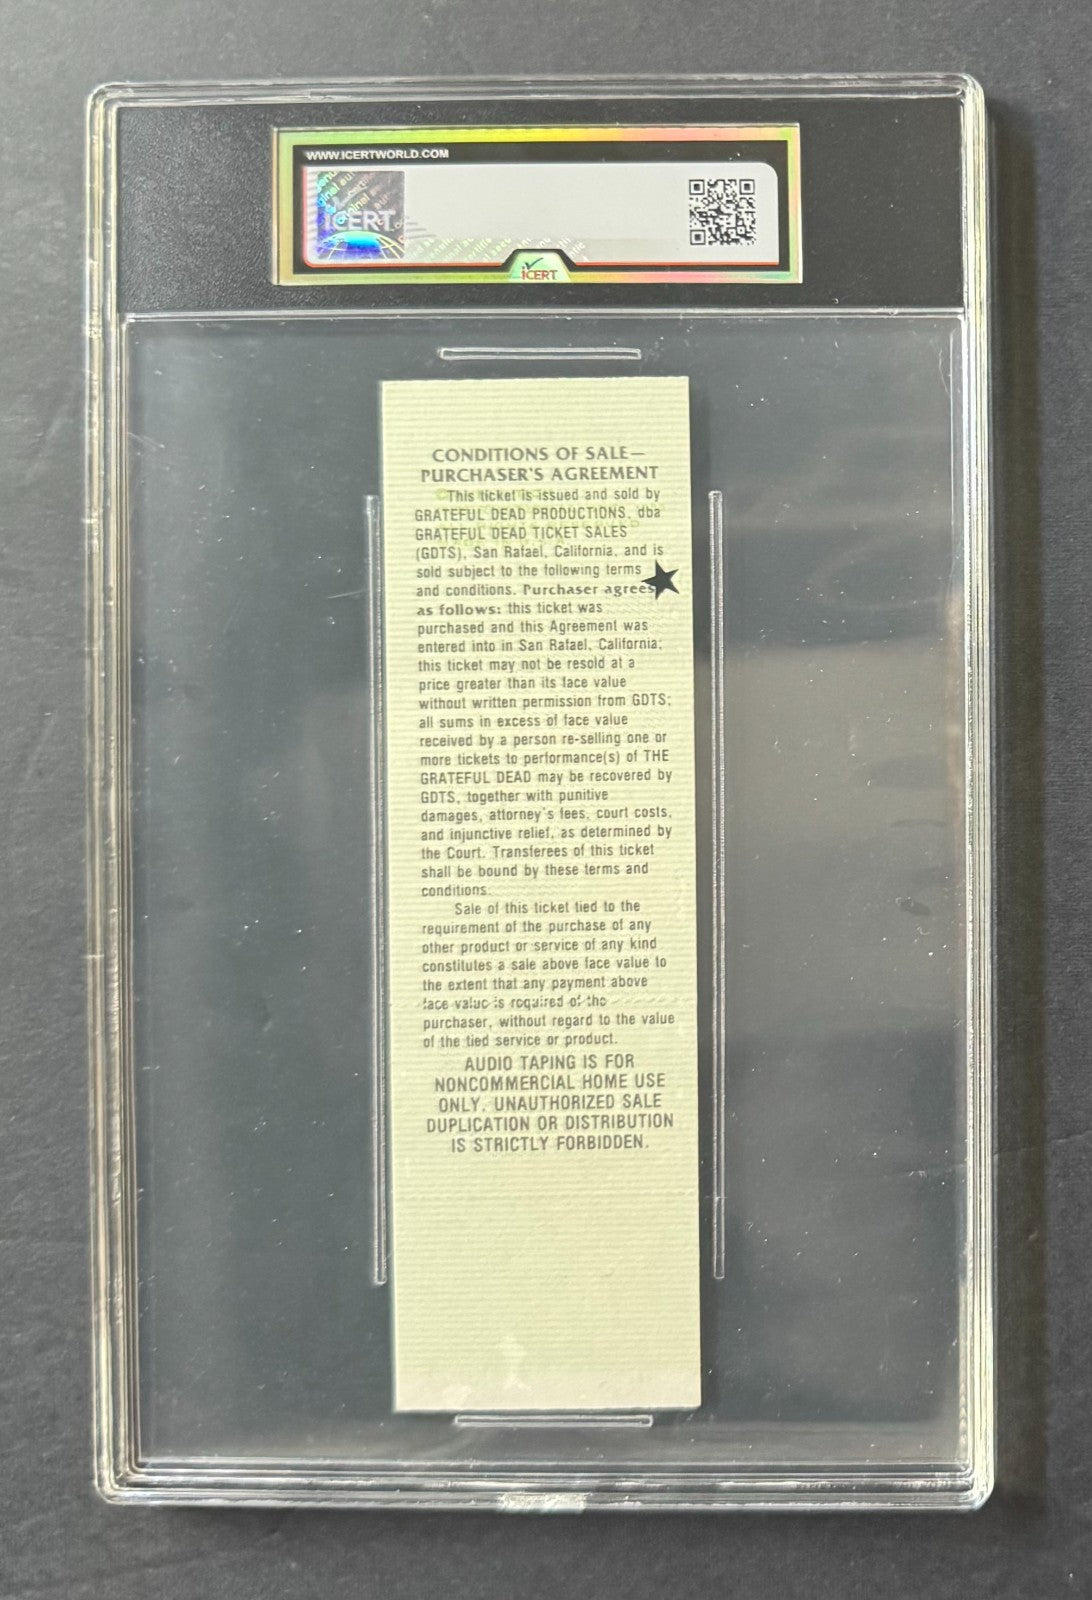 WWW.ICERTWORLD.COM
iCERT
iCERT
CONDITIONS OF SALE—
PURCHASER'S AGREEMENT
This ticket is issued and sold by
GRATEFUL DEAD PRODUCTIONS, dba
GRATEFUL DEAD TICKET SALES
(GDTS), San Rafael, California, and is
sold subject to the following terms
and conditions. Purchaser agrees
as follows: this ticket was
purchased and this Agreement was
entered into in San Rafael, California;
this ticket may not be resold at a
price greater than its face value
without written permission from GDTS;
all sums in excess of face value
received by a person re-selling one or
more tickets to performance(s) of THE
GRATEFUL DEAD may be recovered by
GDTS, together with punitive
damages, attorney's fees, court costs,
and injunctive relief, as determined by
the Court. Transferees of this ticket
shall be bound by these terms and
conditions.
Sale of this ticket tied to the
requirement of the purchase of any
other product or service of any kind
constitutes a sale above face value to
the extent that any payment above
face value is required of the
purchaser, without regard to the value
of the tied service or product.
AUDIO TAPING IS FOR
NONCOMMERCIAL HOME USE
ONLY. UNAUTHORIZED SALE
DUPLICATION OR DISTRIBUTION
IS STRICTLY FORBIDDEN.